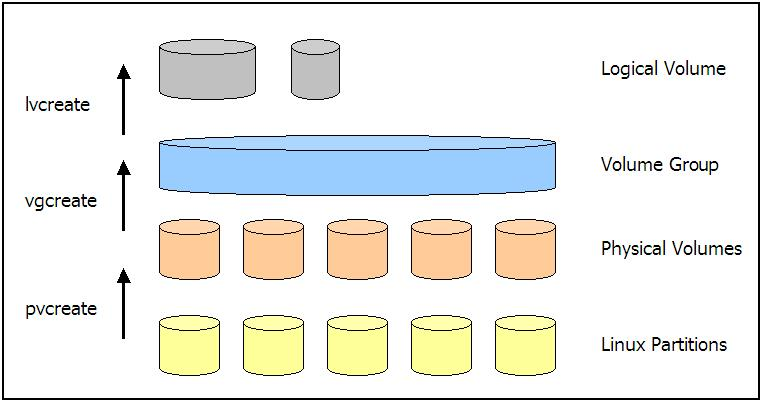 Logical Volume
lvcreate
Volume Group
vgcreate
Physical Volumes
pvcreate
Linux Partitions